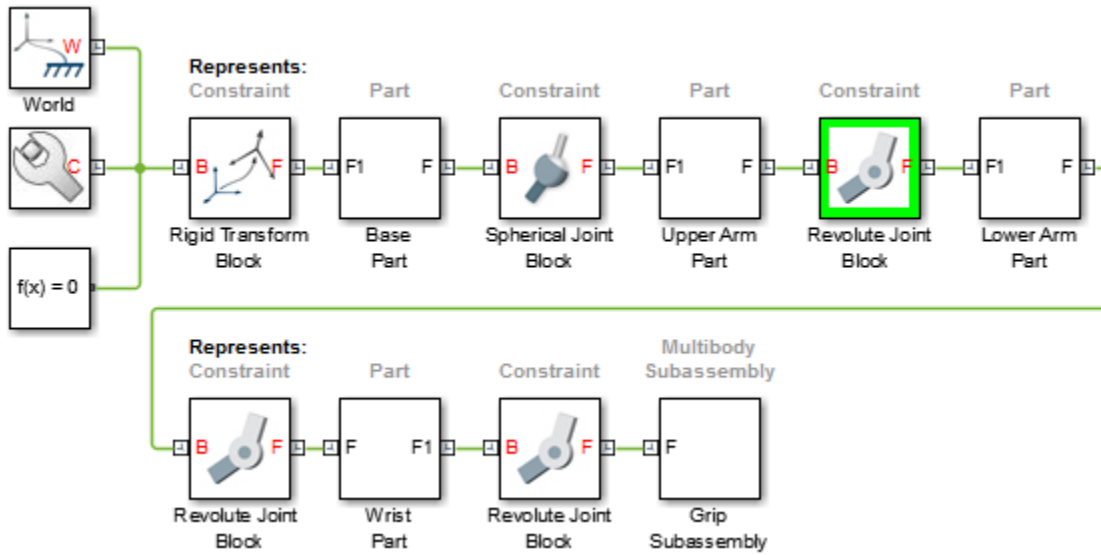 W
World
C
f(x) = 0
Represents:
Constraint Part Constraint Part Constraint Part
B F F1 F B F F1 F B F F1 F
Rigid Transform Base Spherical Joint Upper Arm Revolute Joint Lower Arm
Block Part Block Part Block Part
Represents: Multibody
Constraint Part Constraint Subassembly
B F F F1 B F F
Revolute Joint Wrist Revolute Joint Grip
Block Part Block Subassembly